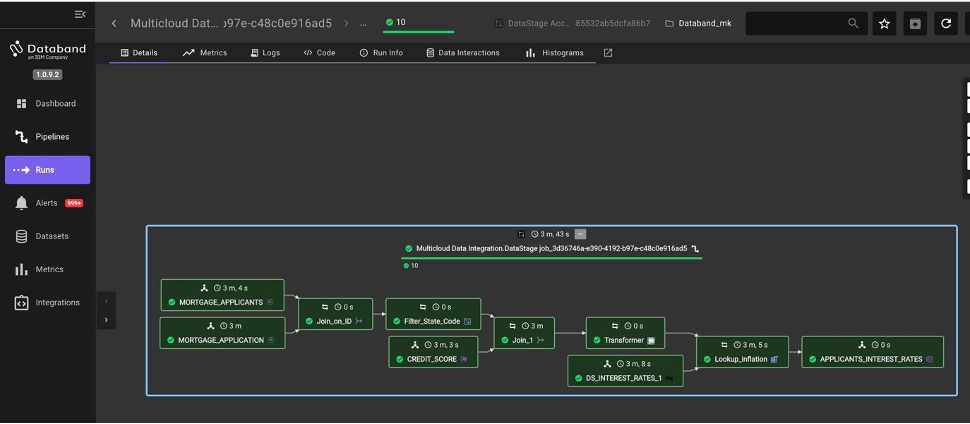 Multicloud Dat...b97e-c48c0e916ad5
...
10
DataStage Acc... 85532ab5dcfa86b7
Databand_mk
Databand
an IBM Company
1.0.9.2
Details
Metrics
Logs
Code
Run Info
Data Interactions
Histograms
Dashboard
Pipelines
Runs
Alerts 999+
Datasets
Metrics
Integrations
3 m, 43 s
Multicloud Data Integration.DataStage job_3d36746a-e390-4192-b97e-c48c0e916ad5
10
3 m, 4 s
MORTGAGE_APPLICANTS
3 m
MORTGAGE_APPLICATION
0 s
Join_on_ID
0 s
Filter_State_Code
3 m, 3 s
CREDIT_SCORE
3 m
Join_1
0 s
Transformer
3 m, 8 s
DS_INTEREST_RATES_1
3 m, 5 s
Lookup_inflation
0 s
APPLICANTS_INTEREST_RATES